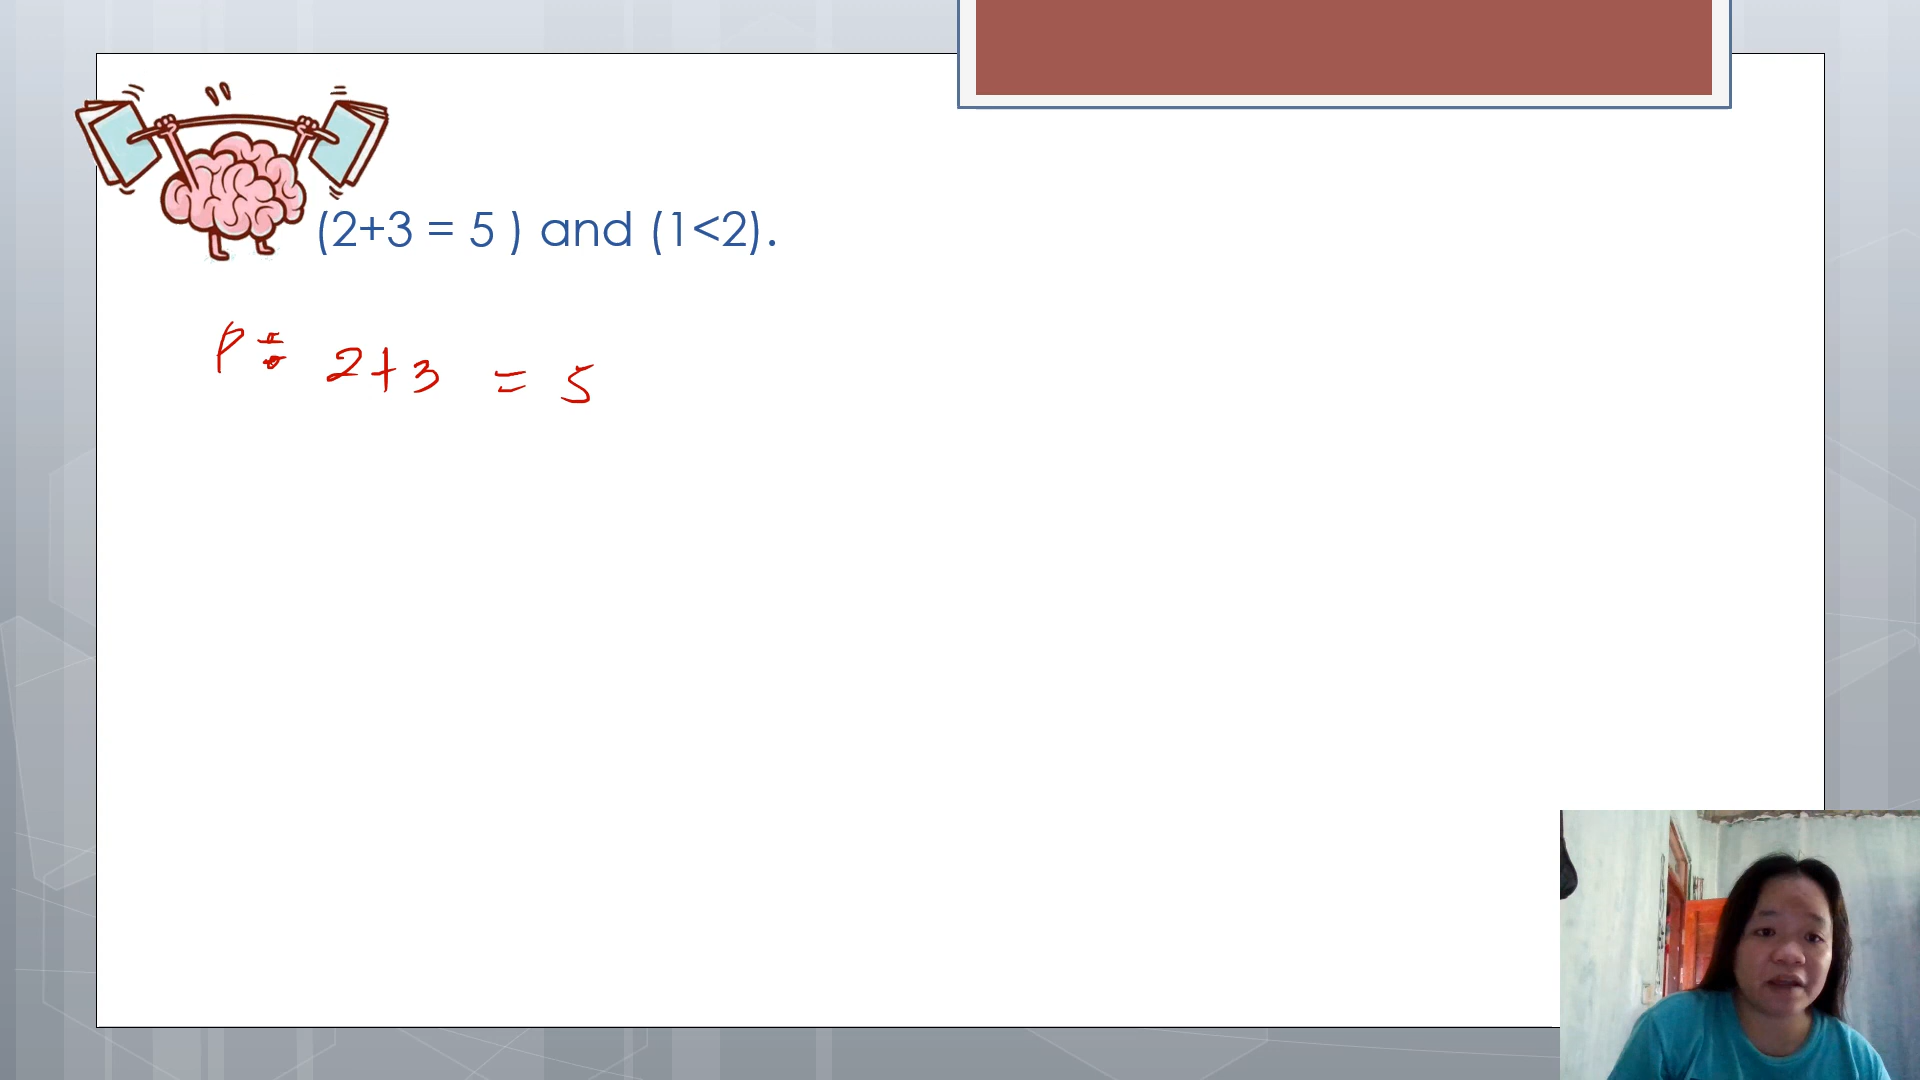 (2+3 = 5 ) and (1<2).
p: 2+3 = 5